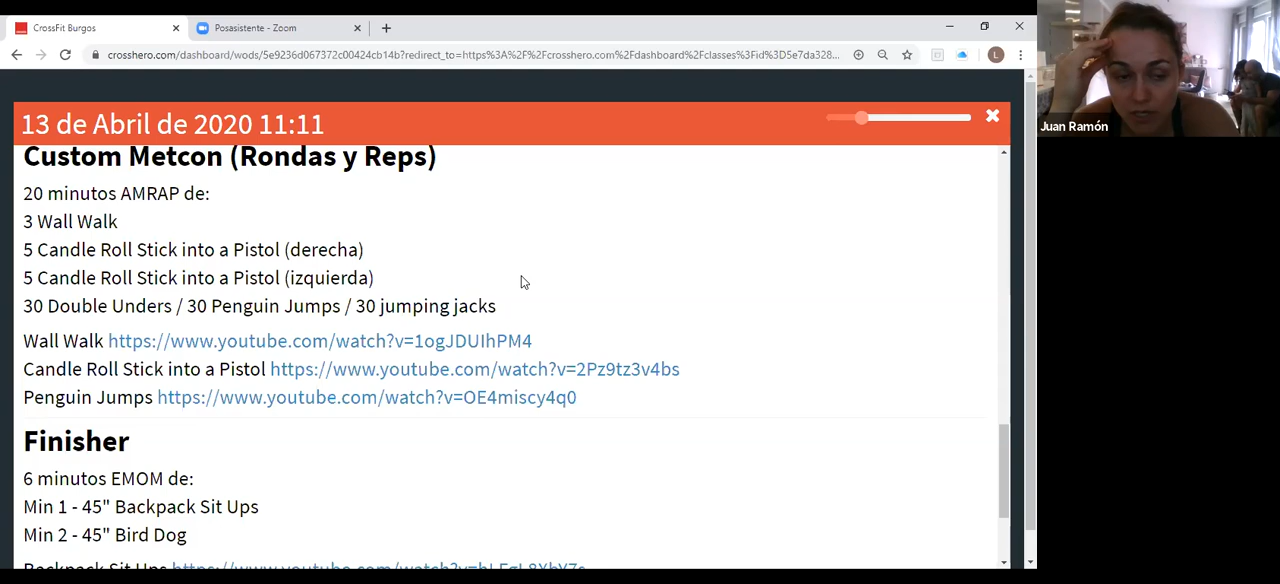 CrossFit Burgos
Posasistente - Zoom
crosshero.com/dashboard/wods/5e9236d067372c00424cb14b?redirect_to=https%3A%2F%2Fcrosshero.com%2Fdashboard%2Fclasses%3Fid%3D5e7da328...
L
13 de Abril de 2020 11:11
Juan Ramón
Custom Metcon (Rondas y Reps)
20 minutos AMRAP de:
3 Wall Walk
5 Candle Roll Stick into a Pistol (derecha)
5 Candle Roll Stick into a Pistol (izquierda)
30 Double Unders / 30 Penguin Jumps / 30 jumping jacks
Wall Walk https://www.youtube.com/watch?v=1ogJDUIhPM4
Candle Roll Stick into a Pistol https://www.youtube.com/watch?v=2Pz9tz3v4bs
Penguin Jumps https://www.youtube.com/watch?v=OE4miscy4q0
Finisher
6 minutos EMOM de:
Min 1 - 45" Backpack Sit Ups
Min 2 - 45" Bird Dog
Backpack Sit Ups